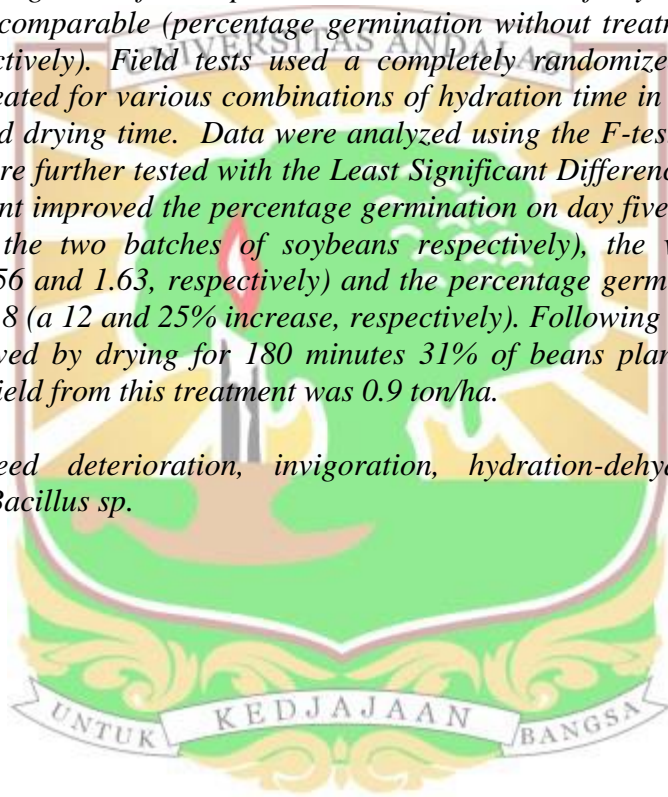 comparable (percentage germination without treatm
UNIVERSITAS ANDALAS
ctively). Field tests used a completely randomize
eated for various combinations of hydration time in
d drying time. Data were analyzed using the F-tes
re further tested with the Least Significant Differenc
nt improved the percentage germination on day five
the two batches of soybeans respectively), the v
56 and 1.63, respectively) and the percentage germ
8 (a 12 and 25% increase, respectively). Following
ved by drying for 180 minutes 31% of beans plan
ield from this treatment was 0.9 ton/ha.
eed deterioration, invigoration, hydration-dehyd
Bacillus sp.
UNTUK KEDJAJAAN BANGSA